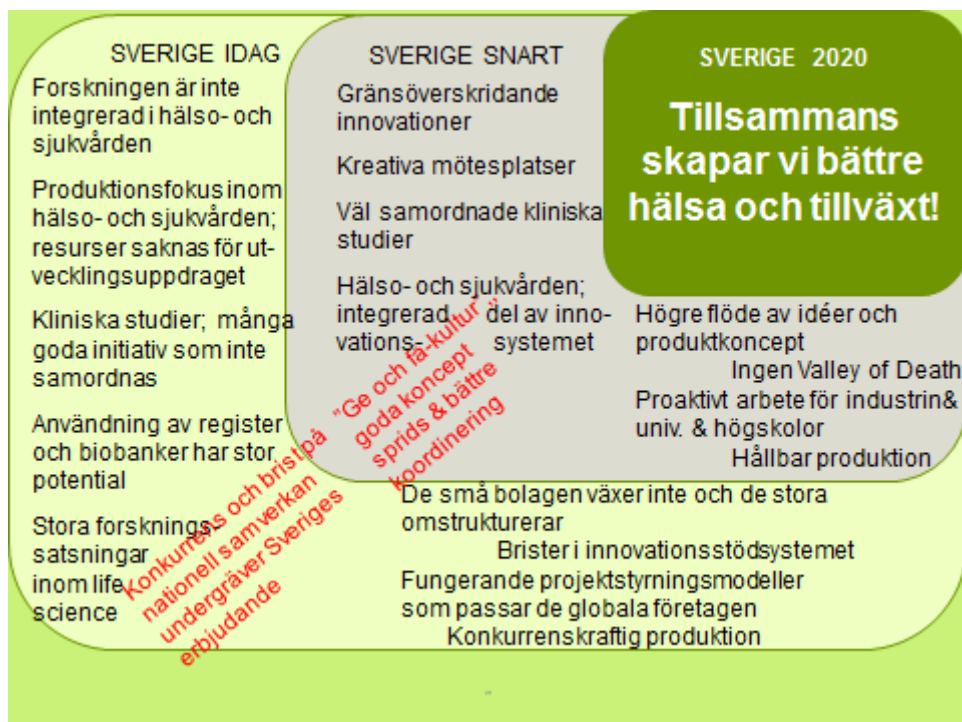 SVERIGE IDAG
Forskningen är inte
integrerad i hälso- och
sjukvården
Produktionsfokus inom
hälso- och sjukvården;
resurser saknas för ut-
vecklingsuppdraget
Kliniska studier; många
goda initiativ som inte
samordnas
Användning av register
och biobanker har stor
potential
Stora forsknings-
satsningar
inom life
science
Konkurrens och brist på
nationell samverkan
undergräver Sveriges
erbjudande
SVERIGE SNART
Gränsöverskridande
innovationer
Kreativa mötesplatser
Väl samordnade kliniska
studier
Hälso- och sjukvården;
integrerad del av inno-
vations- systemet
"Ge och få-kultur"
goda koncept
sprids & bättre
koordinering
SVERIGE 2020
Tillsammans
skapar vi bättre
hälsa och tillväxt!
Högre flöde av idéer och
produktkoncept
Ingen Valley of Death
Proaktivt arbete för industrin&
univ. & högskolor
Hållbar produktion
De små bolagen växer inte och de stora
omstrukturerar
Brister i innovationsstödsystemet
Fungerande projektstyrningsmodeller
som passar de globala företagen
Konkurrenskraftig produktion